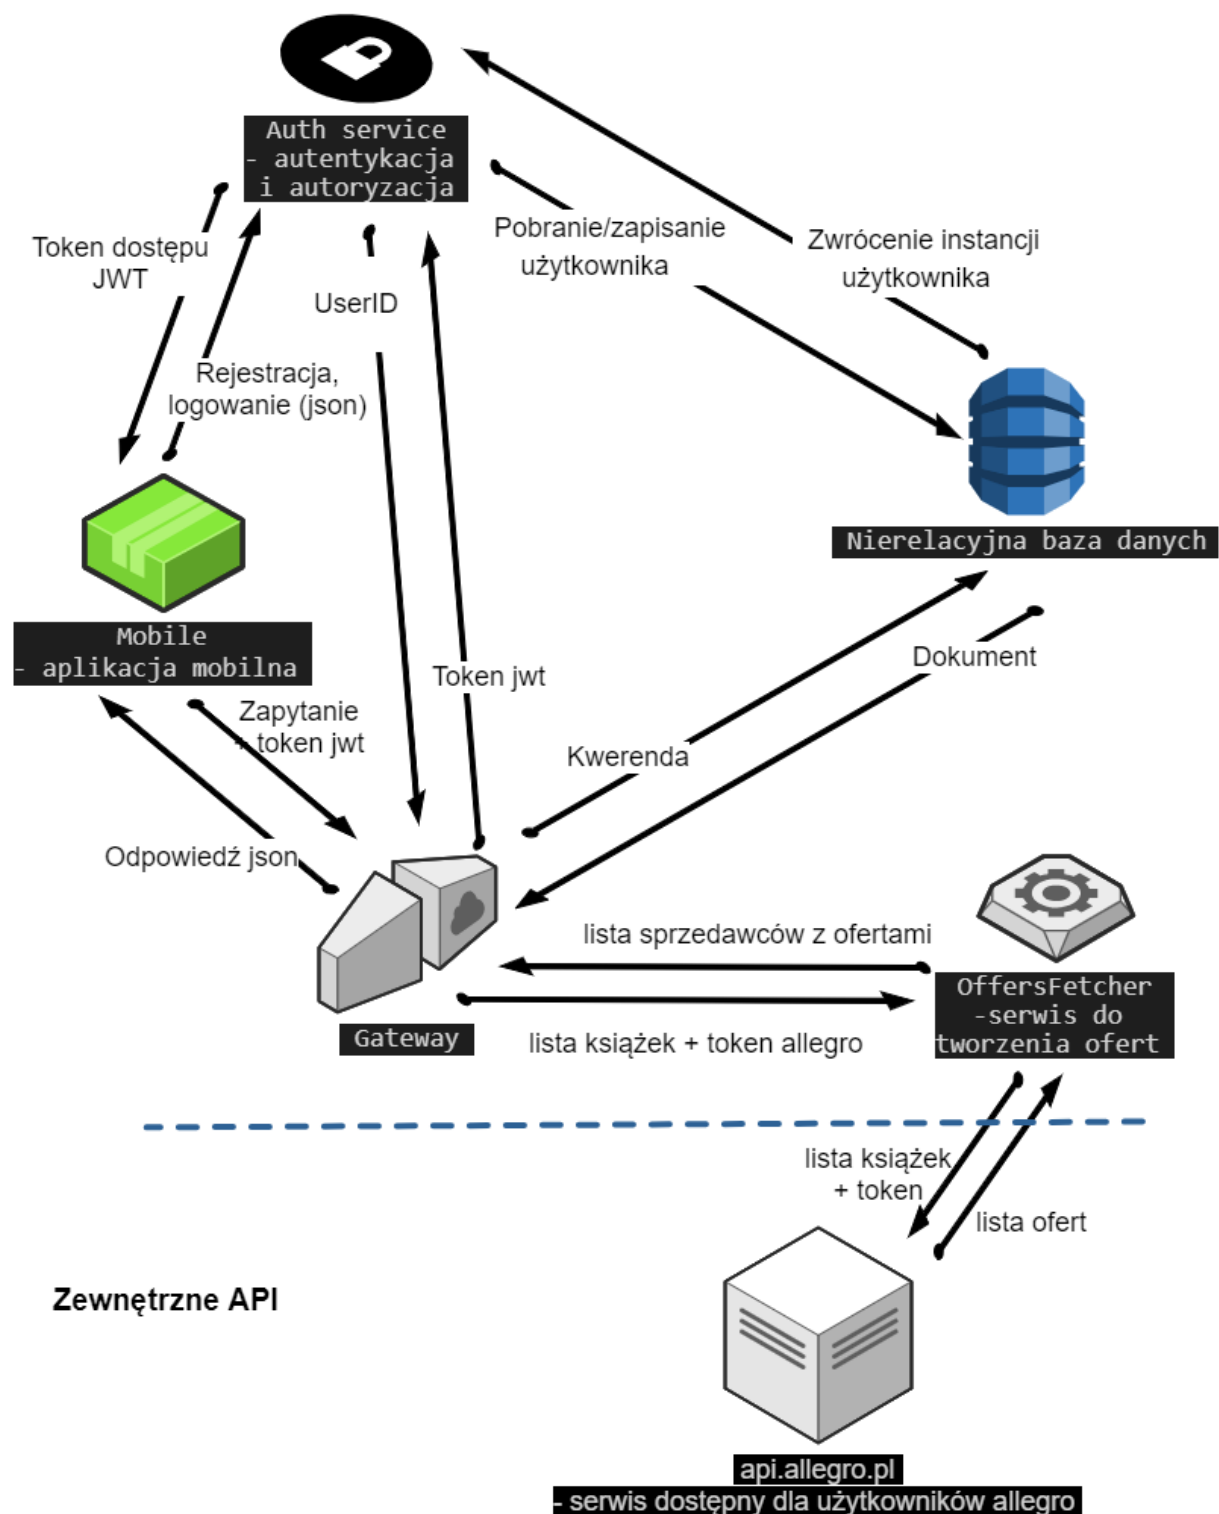 Auth service
- autentykacja
i autoryzacja
Token dostępu
JWT
UserID
Pobranie/zapisanie
użytkownika
Zwrócenie instancji
użytkownika
Rejestracja,
logowanie (json)
Nierelacyjna baza danych
Mobile
- aplikacja mobilna
Token jwt
Dokument
Zapytanie
+ token jwt
Kwerenda
Odpowiedź json
lista sprzedawców z ofertami
OffersFetcher
-serwis do
tworzenia ofert
Gateway
lista książek + token allegro
lista książek
+ token
lista ofert
Zewnętrzne API
api.allegro.pl
- serwis dostępny dla użytkowników allegro